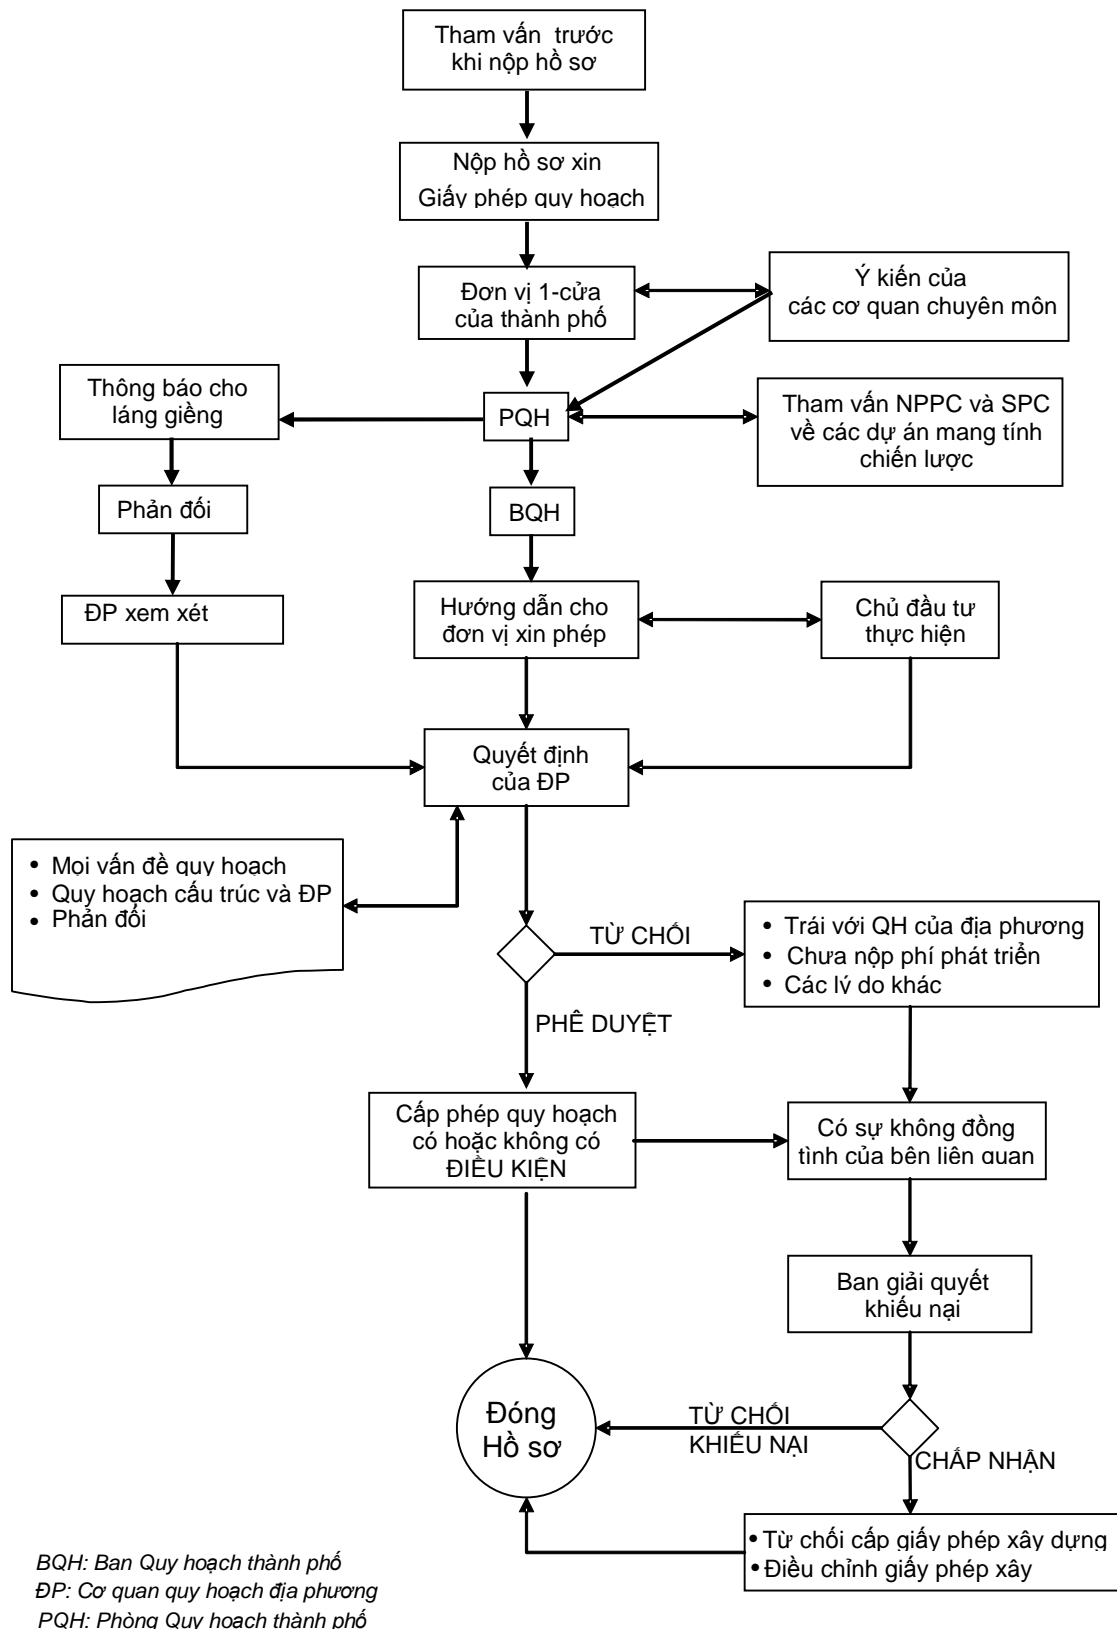 Tham vấn trước
khi nộp hồ sơ
Nộp hồ sơ xin
Giấy phép quy hoạch
Đơn vị 1-cửa
của thành phố
Ý kiến của
các cơ quan chuyên môn
Thông báo cho
láng giềng
PQH
Tham vấn NPPC và SPC
về các dự án mang tính
chiến lược
Phản đối
BQH
ĐP xem xét
Hướng dẫn cho
đơn vị xin phép
Chủ đầu tư
thực hiện
Quyết định
của ĐP
• Mọi vấn đề quy hoạch
• Quy hoạch cấu trúc và ĐP
• Phản đối
TỪ CHỐI
• Trái với QH của địa phương
• Chưa nộp phí phát triển
• Các lý do khác
PHÊ DUYỆT
Cấp phép quy hoạch
có hoặc không có
ĐIỀU KIỆN
Có sự không đồng
tình của bên liên quan
Ban giải quyết
khiếu nại
Đóng
Hồ sơ
TỪ CHỐI
KHIẾU NẠI
CHẤP NHẬN
• Từ chối cấp giấy phép xây dựng
• Điều chỉnh giấy phép xây
BQH: Ban Quy hoạch thành phố
ĐP: Cơ quan quy hoạch địa phương
PQH: Phòng Quy hoạch thành phố